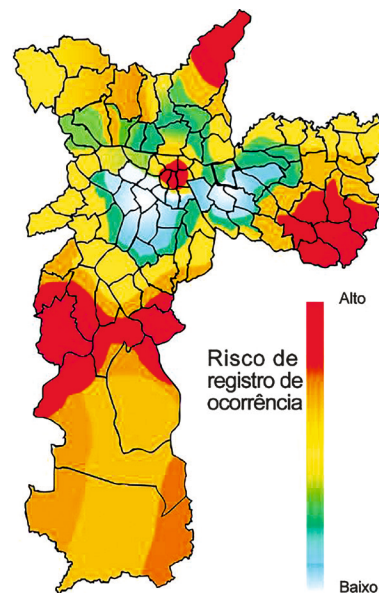 Alto
Risco de
registro de
ocorrência
Baixo